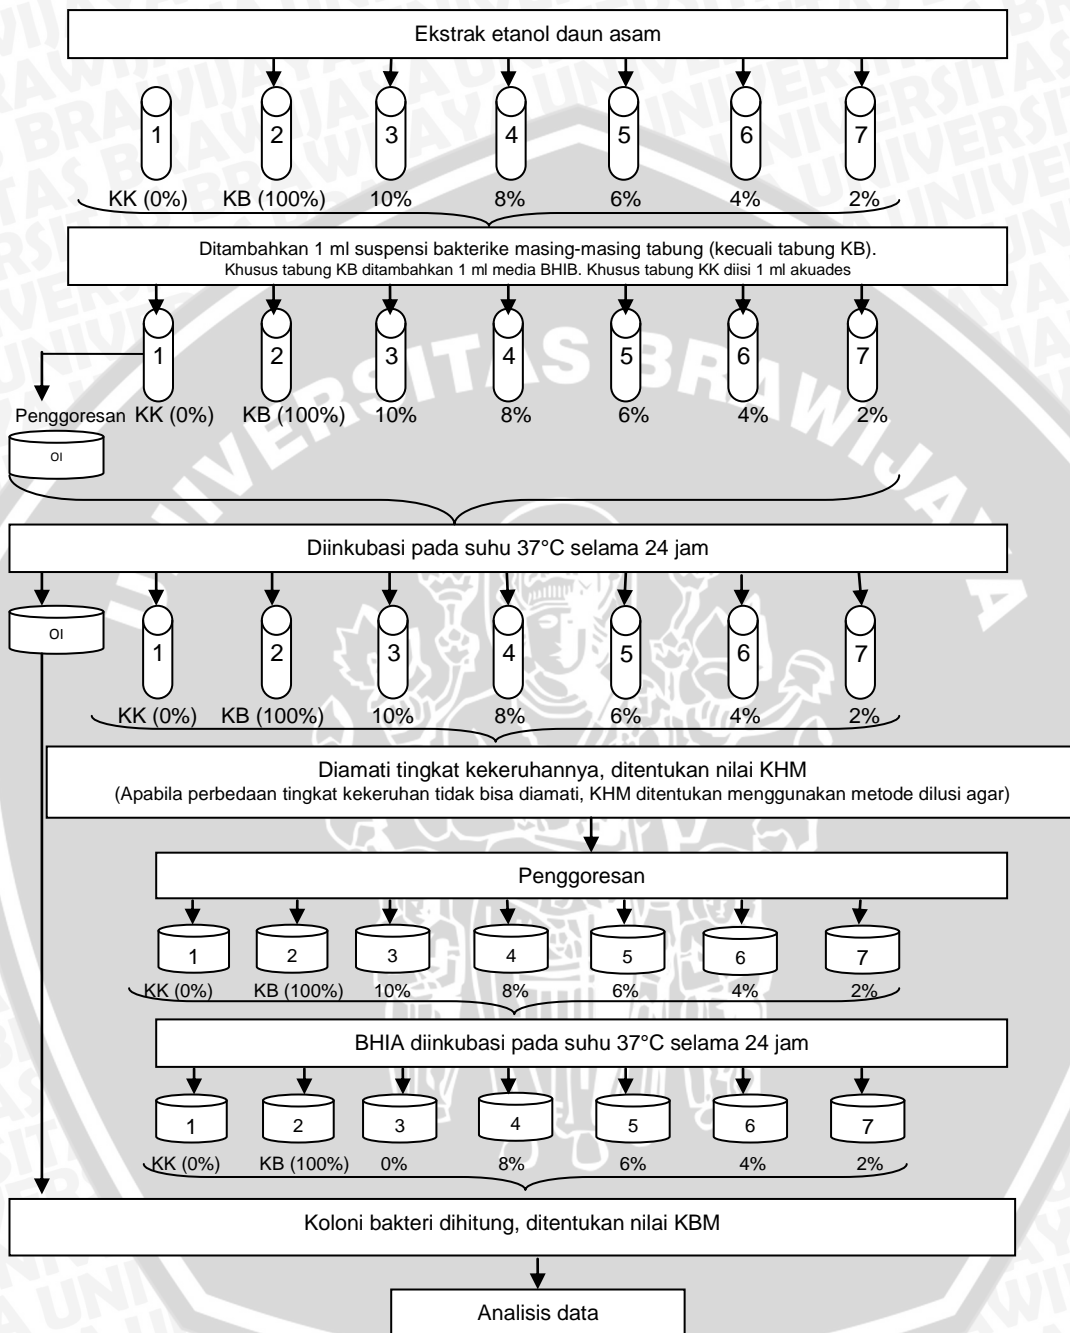 Ekstrak etanol daun asam
1 2 3 4 5 6 7
KK (0%) KB (100%) 10% 8% 6% 4% 2%
Ditambahkan 1 ml suspensi bakterike masing-masing tabung (kecuali tabung KB).
Khusus tabung KB ditambahkan 1 ml media BHIB. Khusus tabung KK diisi 1 ml akuades
1 2 3 4 5 6 7
Penggoresan KK (0%) KB (100%) 10% 8% 6% 4% 2%
OI
Diinkubasi pada suhu 37°C selama 24 jam
OI 1 2 3 4 5 6 7
KK (0%) KB (100%) 10% 8% 6% 4% 2%
Diamati tingkat kekeruhannya, ditentukan nilai KHM
(Apabila perbedaan tingkat kekeruhan tidak bisa diamati, KHM ditentukan menggunakan metode dilusi agar)
Penggoresan
1 2 3 4 5 6 7
KK (0%) KB (100%) 10% 8% 6% 4% 2%
BHIA diinkubasi pada suhu 37°C selama 24 jam
1 2 3 4 5 6 7
KK (0%) KB (100%) 0% 8% 6% 4% 2%
Koloni bakteri dihitung, ditentukan nilai KBM
Analisis data
UNIVERSITAS BRAWIJAYA